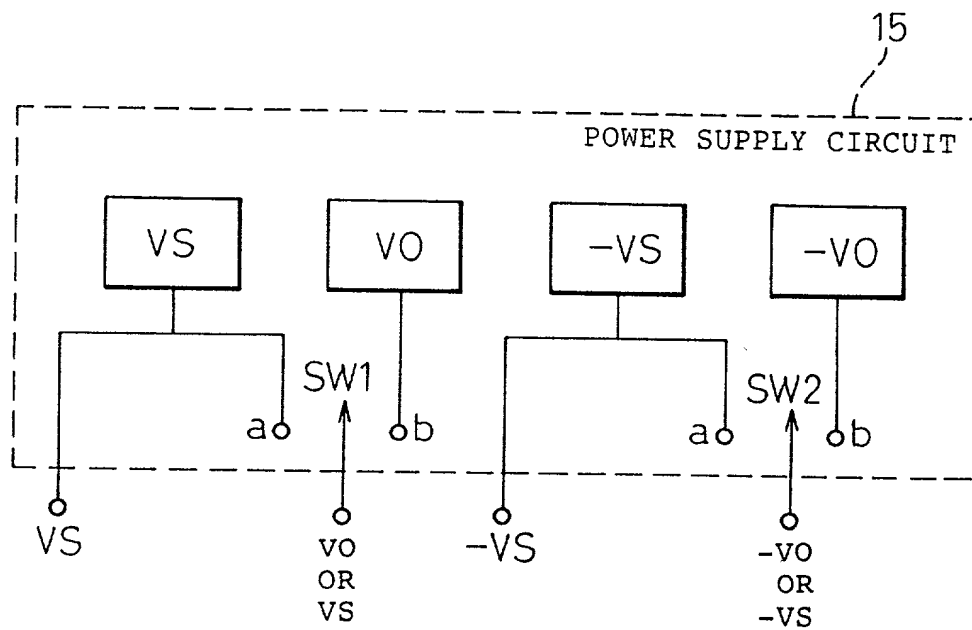 15
POWER SUPPLY CIRCUIT
VS
VO
-VS
-VO
SW1
SW2
a
b
a
b
VS
VO
OR
VS
-VS
-VO
OR
-VS